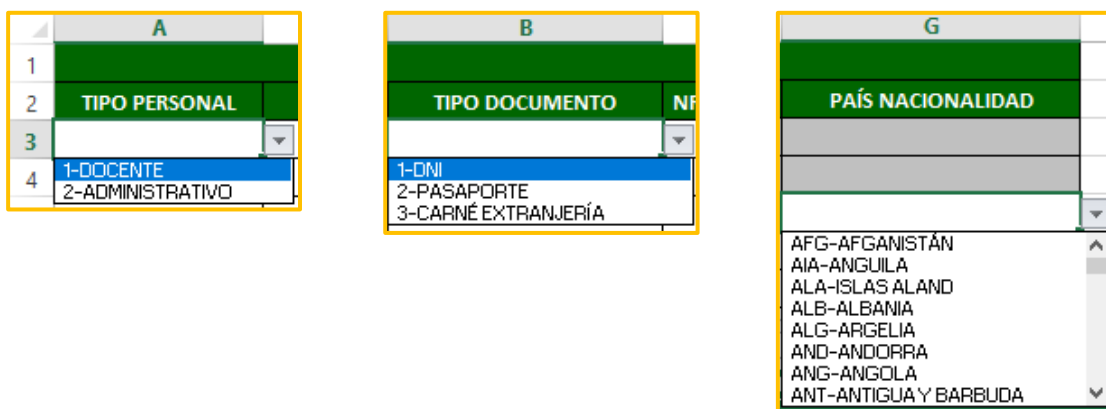 A
1
2 TIPO PERSONAL
3
4
1-DOCENTE
2-ADMINISTRATIVO
B
TIPO DOCUMENTO
1-DNI
2-PASAPORTE
3-CARNÉ EXTRANJERÍA
G
PAÍS NACIONALIDAD
AFG-AFGANISTÁN
AIA-ANGUILA
ALA-ISLAS ALAND
ALB-ALBANIA
ALG-ARGELIA
AND-ANDORRA
ANG-ANGOLA
ANT-ANTIGUA Y BARBUDA